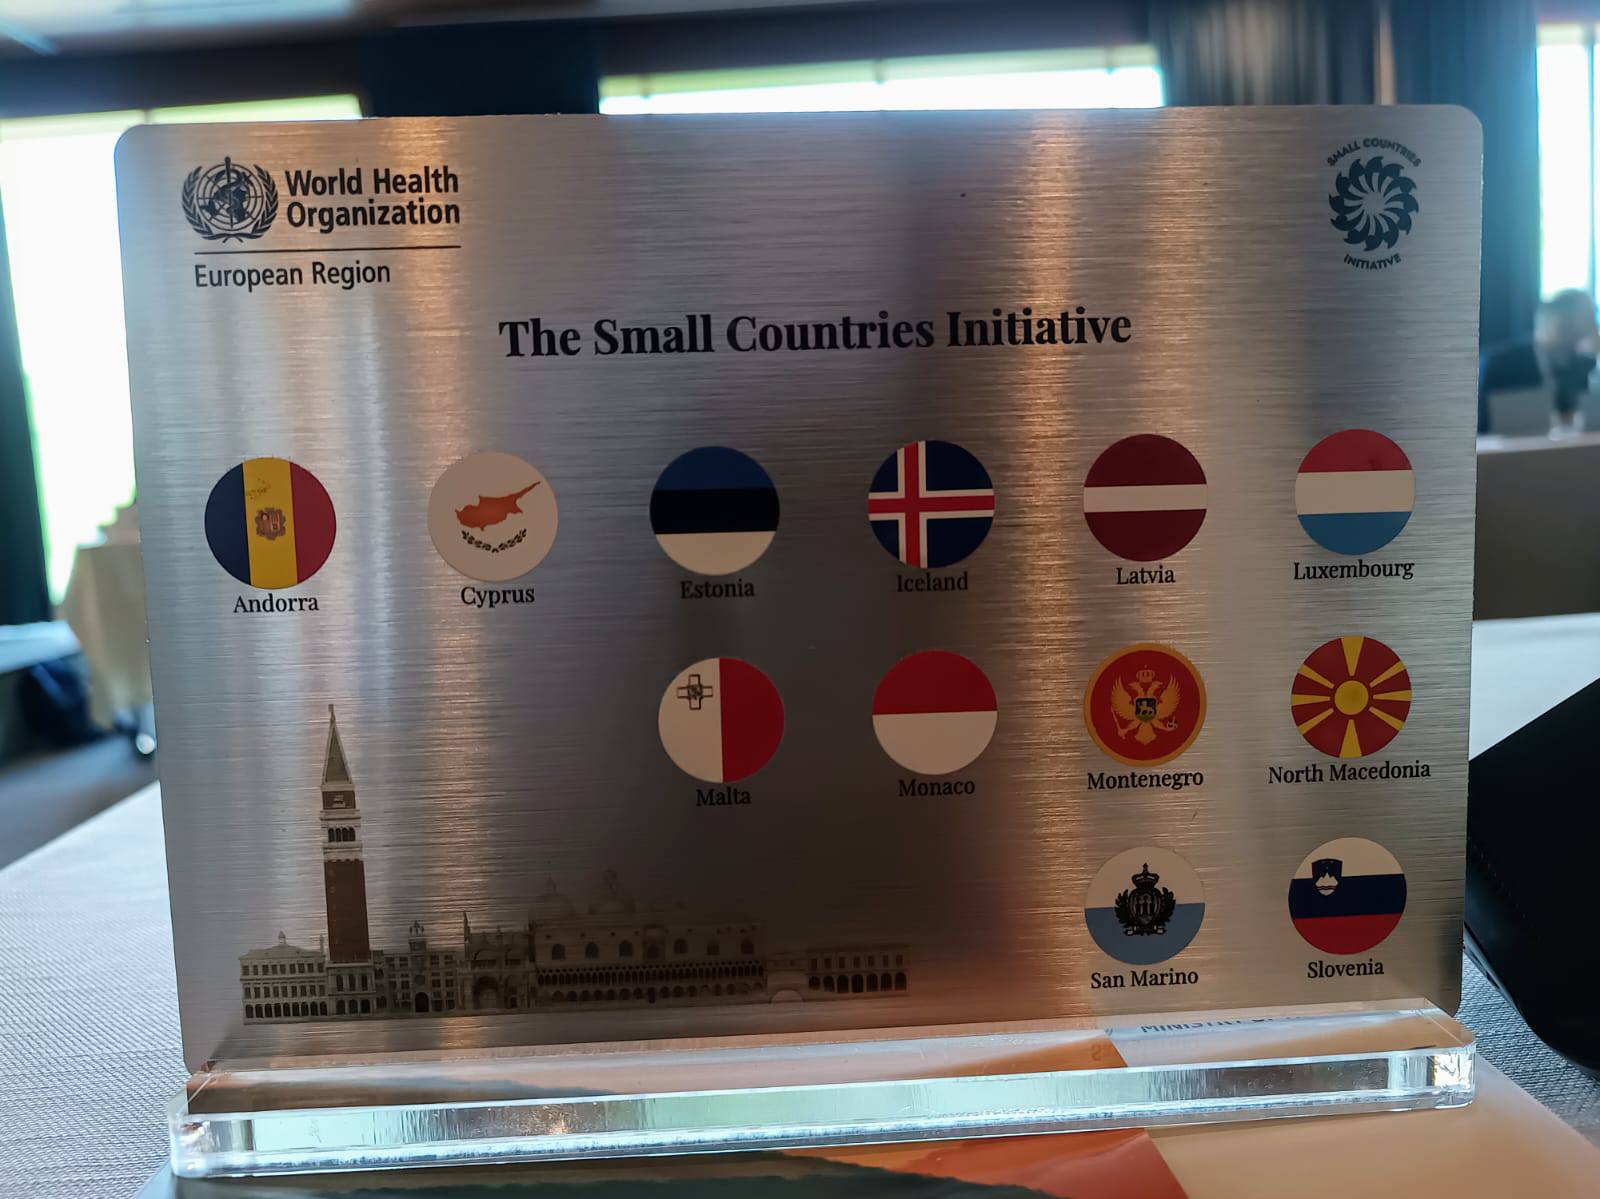 World Health
Organization
European Region
SMALL COUNTRIES
INITIATIVE
The Small Countries Initiative
Andorra
Cyprus
Estonia
Iceland
Latvia
Luxembourg
Malta
Monaco
Montenegro
North Macedonia
San Marino
Slovenia
MINISTRY